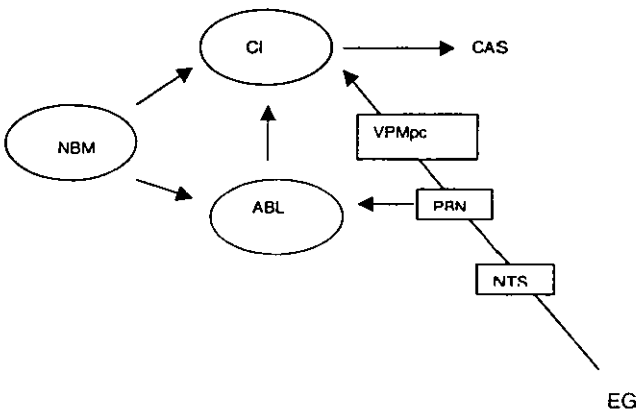 CI
CAS
VPMpc
NBM
ABL
PBN
NTS
EG